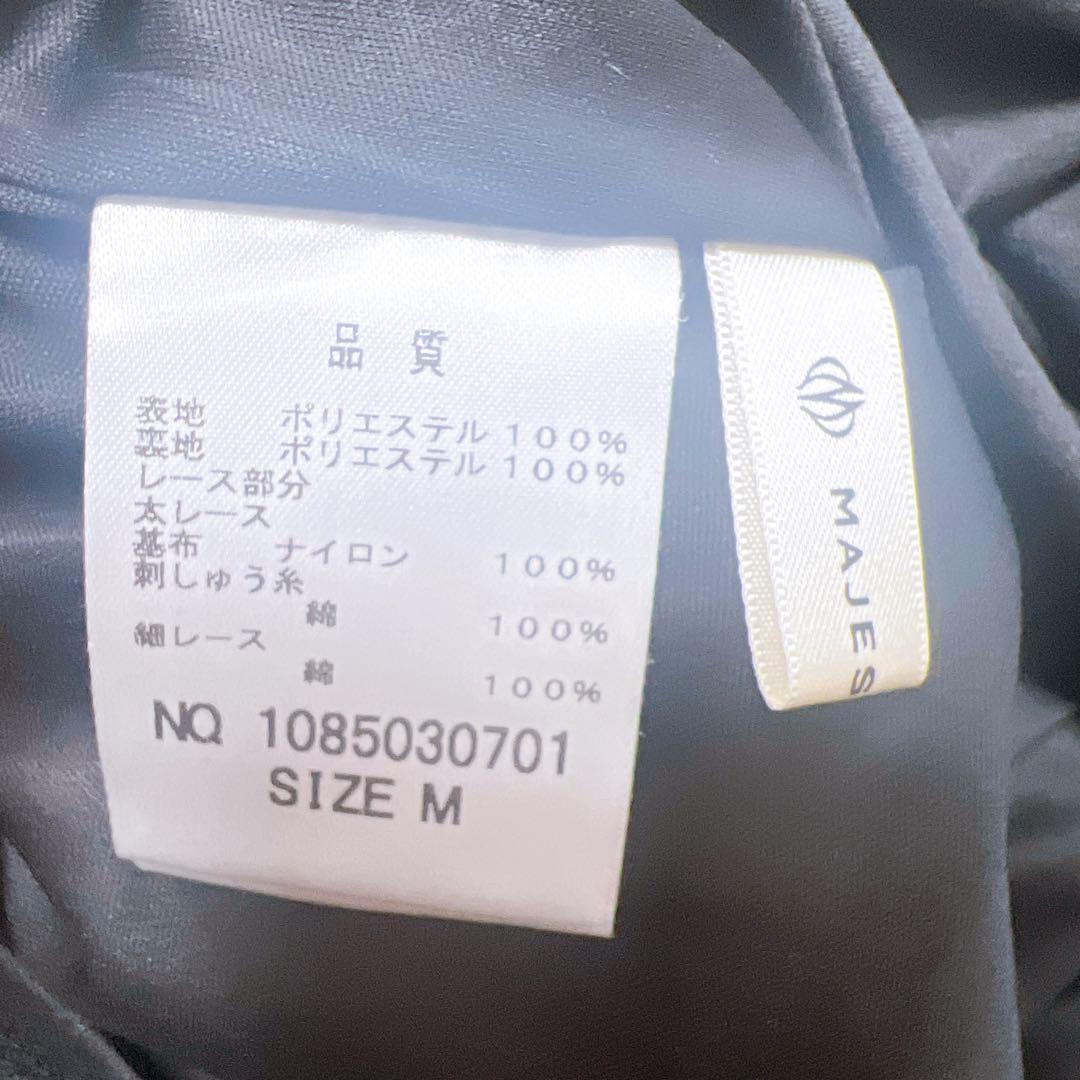 品質
表地 ポリエステル 100%
裏地 ポリエステル 100%
レース部分
太レース
基布 ナイロン 100%
刺しゅう糸
綿 100%
細レース
綿 100%
NO 1085030701
SIZE M
MAJES